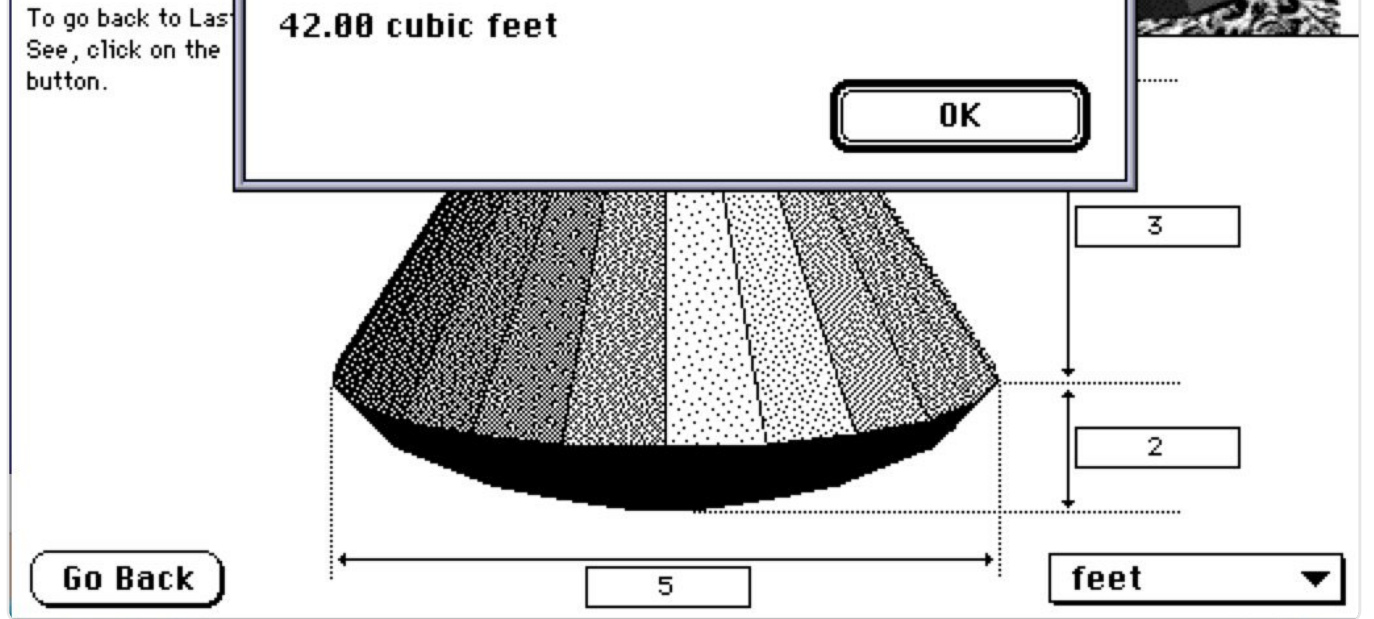 To go back to Las
See, click on the
button.
42.00 cubic feet
OK
3
2
5
Go Back
feet